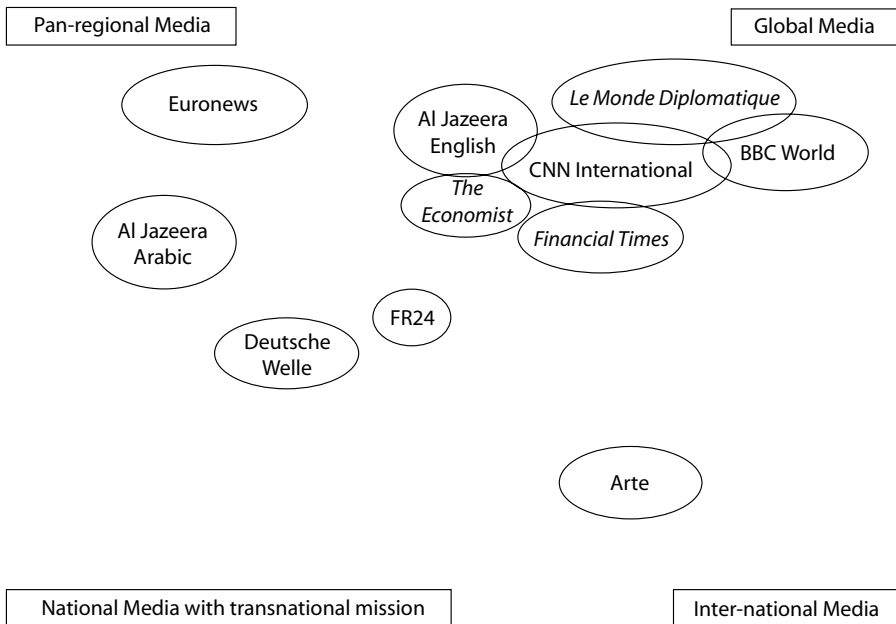 Pan-regional Media
Global Media
Euronews
Al Jazeera
English
Le Monde Diplomatique
CNN International
BBC World
The
Economist
Al Jazeera
Arabic
Financial Times
FR24
Deutsche
Welle
Arte
National Media with transnational mission
Inter-national Media